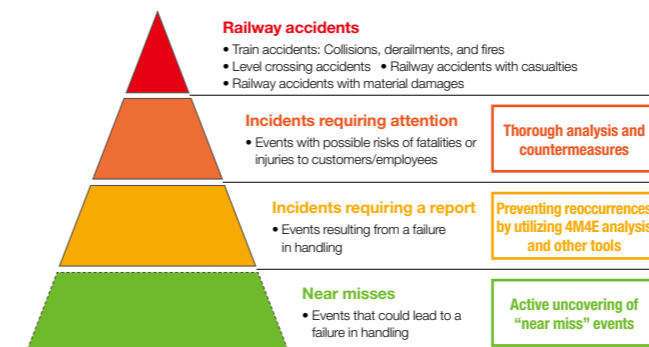 Railway accidents
• Train accidents: Collisions, derailments, and fires
• Level crossing accidents • Railway accidents with casualties
• Railway accidents with material damages
Incidents requiring attention
• Events with possible risks of fatalities or
injuries to customers/employees
Thorough analysis and
countermeasures
Incidents requiring a report
• Events resulting from a failure
in handling
Preventing reoccurrences
by utilizing 4M4E analysis
and other tools
Near misses
• Events that could lead to a
failure in handling
Active uncovering of
“near miss” events